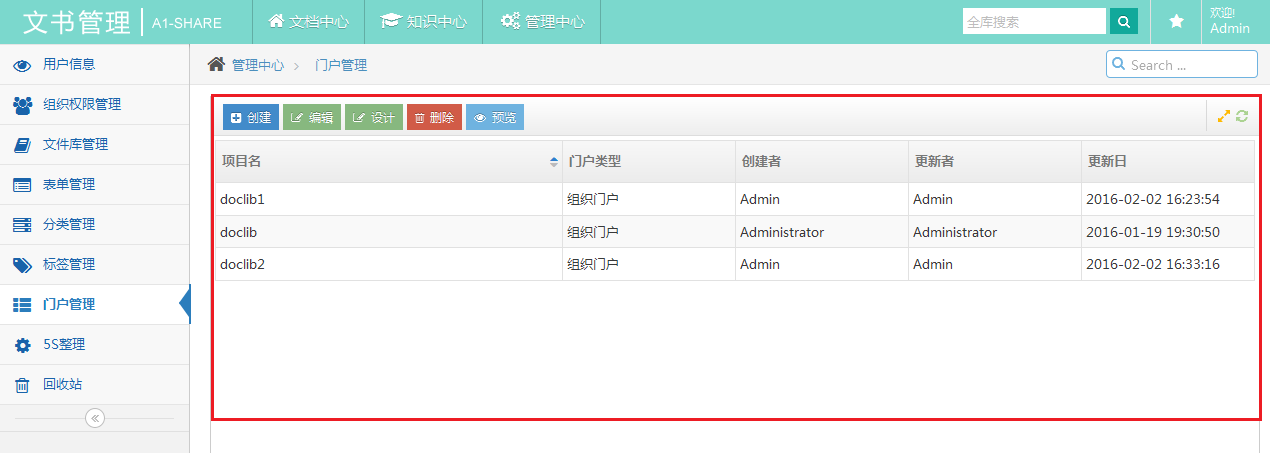 文书管理 A1-SHARE 文档中心 知识中心 管理中心 全库搜索 欢迎! Admin
用户信息
组织权限管理
文件库管理
表单管理
分类管理
标签管理
门户管理
5S整理
回收站
管理中心 > 门户管理 Search ...
创建 编辑 设计 删除 预览
项目名 门户类型 创建者 更新者 更新日
doclib1 组织门户 Admin Admin 2016-02-02 16:23:54
doclib 组织门户 Administrator Administrator 2016-01-19 19:30:50
doclib2 组织门户 Admin Admin 2016-02-02 16:33:16